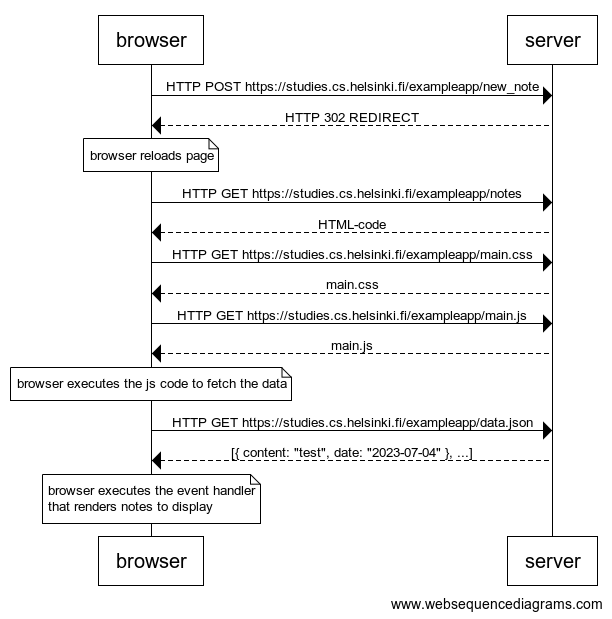 browser
server
HTTP POST https://studies.cs.helsinki.fi/exampleapp/new_note
HTTP 302 REDIRECT
browser reloads page
HTTP GET https://studies.cs.helsinki.fi/exampleapp/notes
HTML-code
HTTP GET https://studies.cs.helsinki.fi/exampleapp/main.css
main.css
HTTP GET https://studies.cs.helsinki.fi/exampleapp/main.js
main.js
browser executes the js code to fetch the data
HTTP GET https://studies.cs.helsinki.fi/exampleapp/data.json
[{ content: "test", date: "2023-07-04" }, ...]
browser executes the event handler
that renders notes to display
browser
server
www.websequencediagrams.com